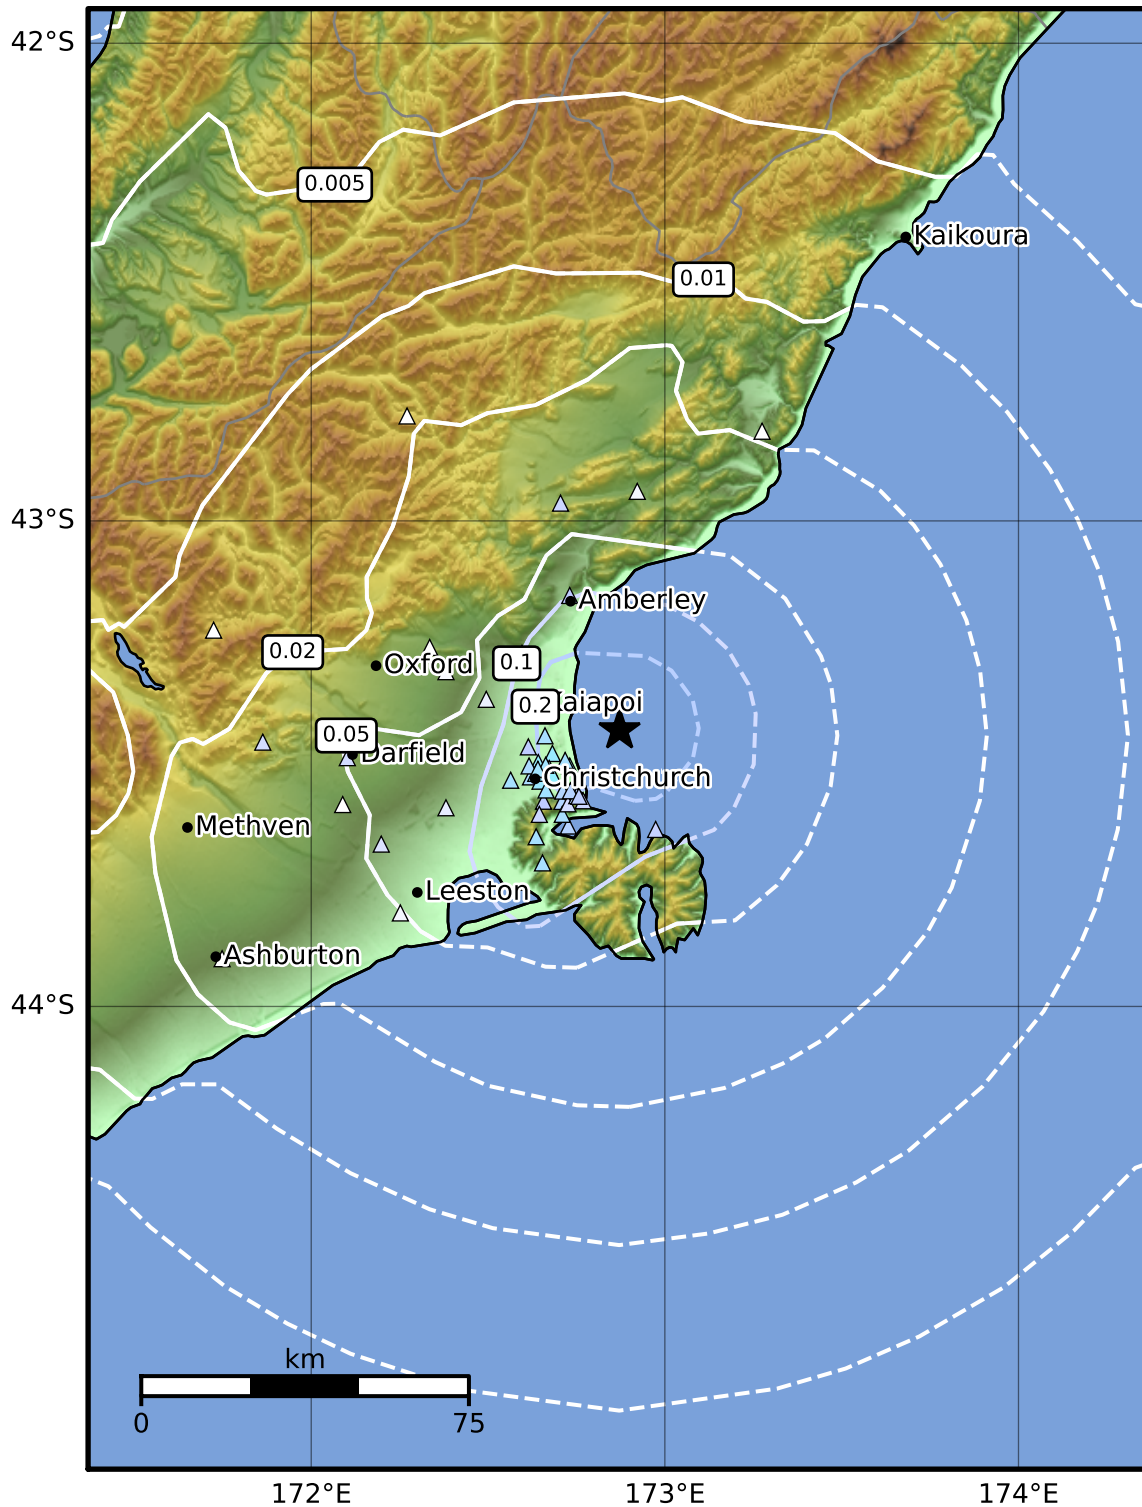 42°S
0.005
Kaikoura
0.01
43°S
Amberley
0.02
Oxford
0.1
Kaiapoi
0.2
0.05
Darfield
Christchurch
Methven
Leeston
Ashburton
44°S
km
0
75
172°E
173°E
174°E